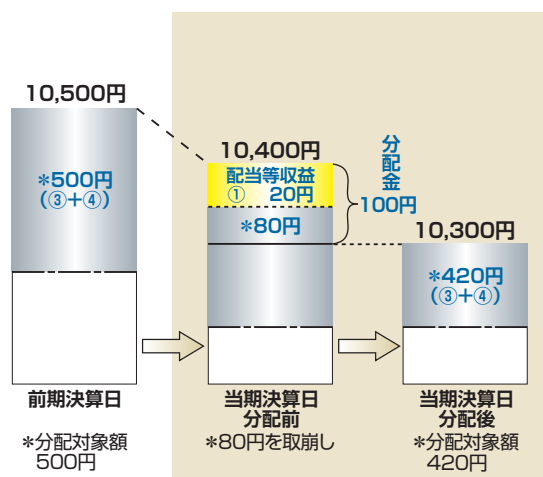 10,500円
*500円
(③+④)
前期決算日
*分配対象額
500円
10,400円
配当等収益
① 20円
*80円
分配金
100円
当期決算日
分配前
*80円を取崩し
10,300円
*420円
(③+④)
当期決算日
分配後
*分配対象額
420円